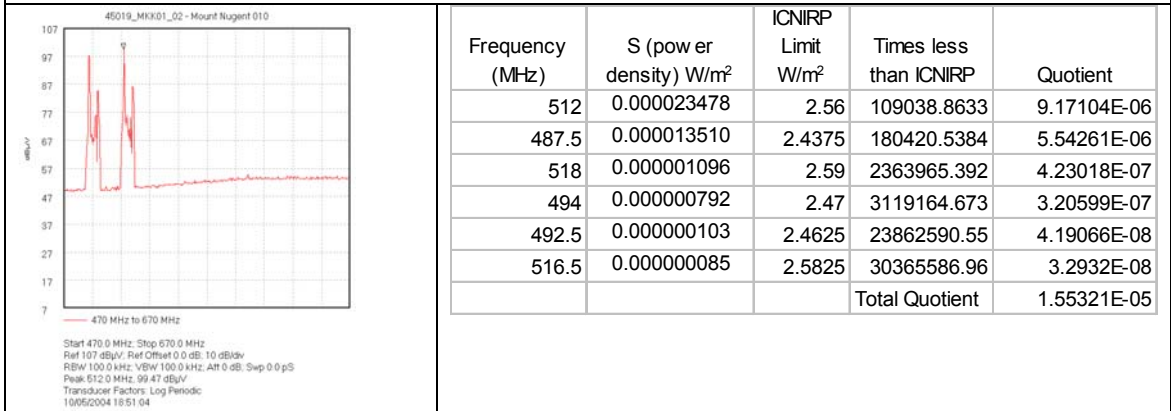 45019_MKK01_02 - Mount Nugent 010
107
97
87
77
67
57
47
37
27
17
7
dBµV
470 MHz to 670 MHz
Start 470.0 MHz; Stop 670.0 MHz
Ref 107 dBµV; Ref Offset 0.0 dB; 10 dB/div
RBW 100.0 kHz; VBW 100.0 kHz; Att 0 dB; Swp 0.0 pS
Peak 512.0 MHz, 99.47 dBµV
Transducer Factors: Log Periodic
10/05/2004 18:51:04
Frequency (MHz) S (pow er density) W/m² ICNIRP Limit W/m² Times less than ICNIRP Quotient
512 0.000023478 2.56 109038.8633 9.17104E-06
487.5 0.000013510 2.4375 180420.5384 5.54261E-06
518 0.000001096 2.59 2363965.392 4.23018E-07
494 0.000000792 2.47 3119164.673 3.20599E-07
492.5 0.000000103 2.4625 23862590.55 4.19066E-08
516.5 0.000000085 2.5825 30365586.96 3.2932E-08
Total Quotient 1.55321E-05